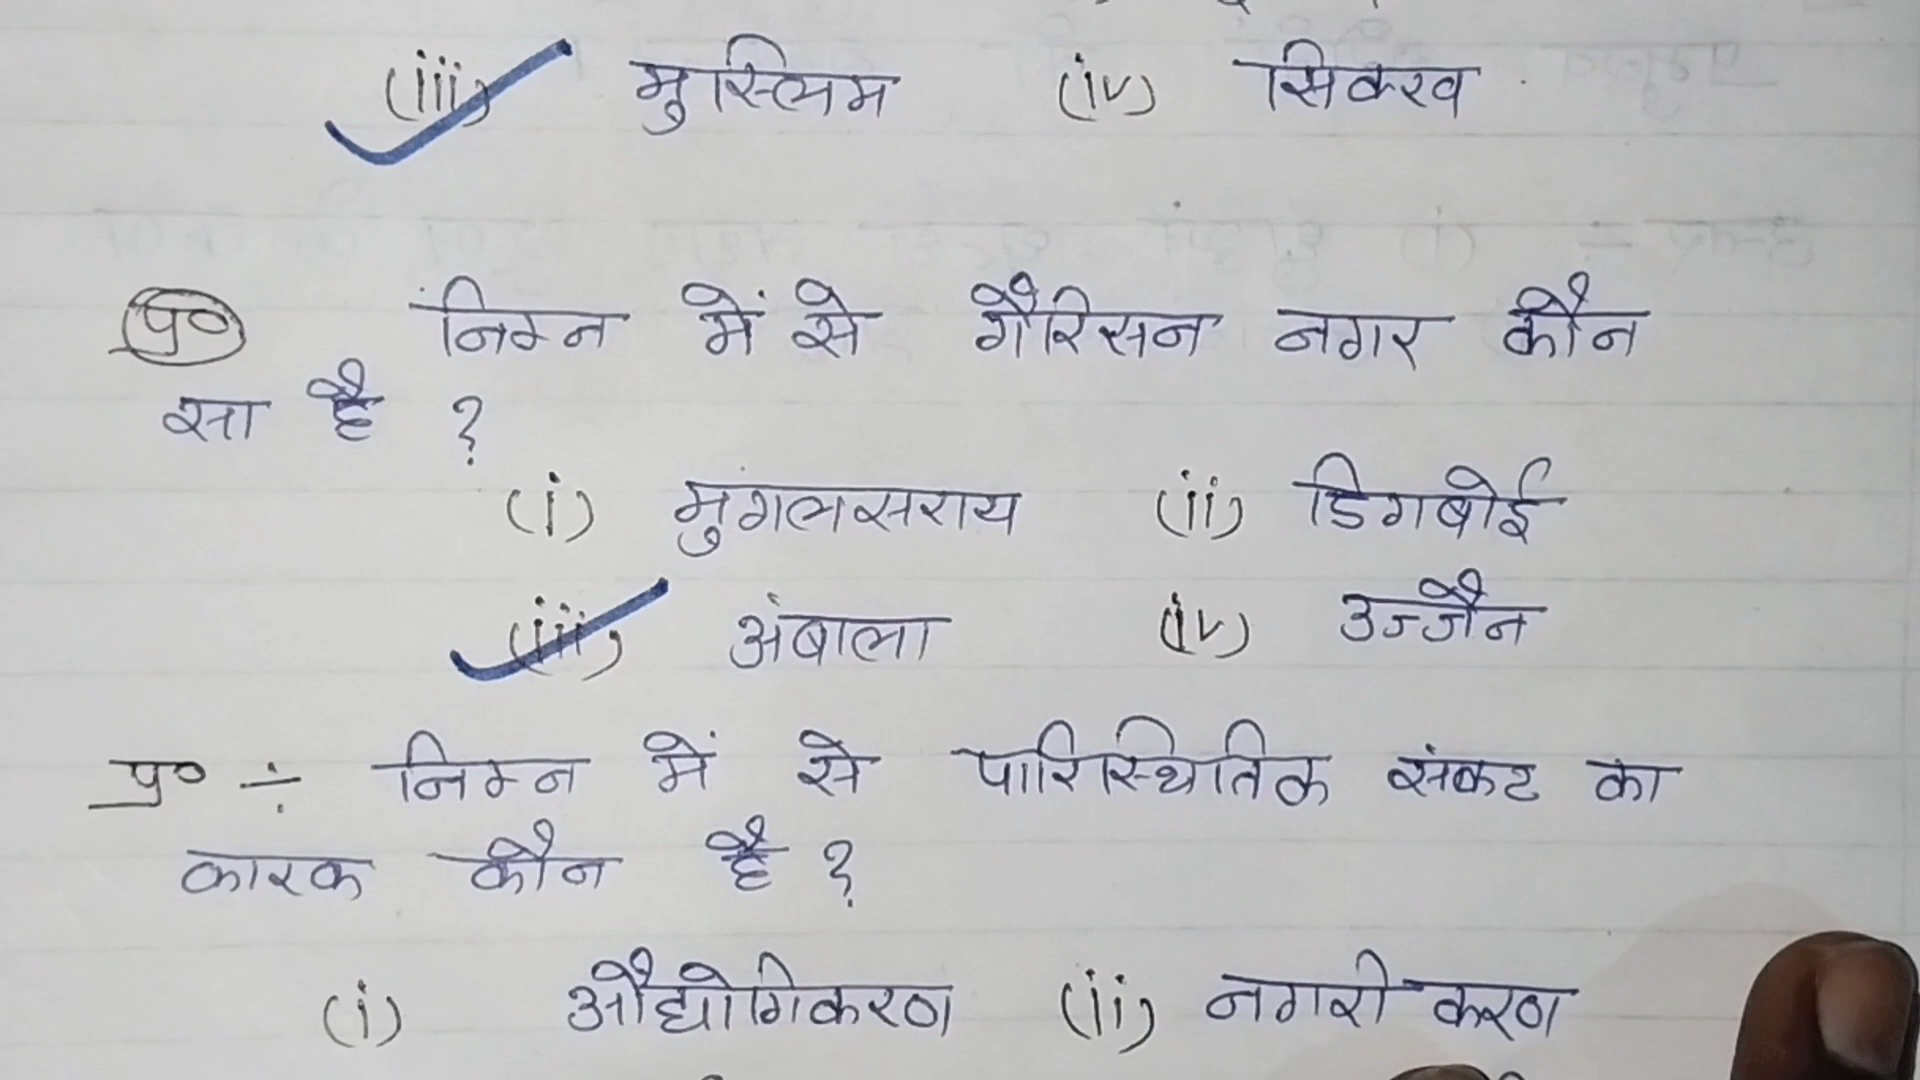 (iii) मुस्लिम (iv) सिक्ख
प्र० निम्न में से गैरिसन नगर कौन
सा है ?
(i) मुगलसराय (ii) डिगबोई
(iii) अंबाला (iv) उज्जैन
प्र० ÷ निम्न में से पारिस्थितिक संकट का
कारक कौन है ?
(i) औद्योगिकरण (ii) नगरीकरण